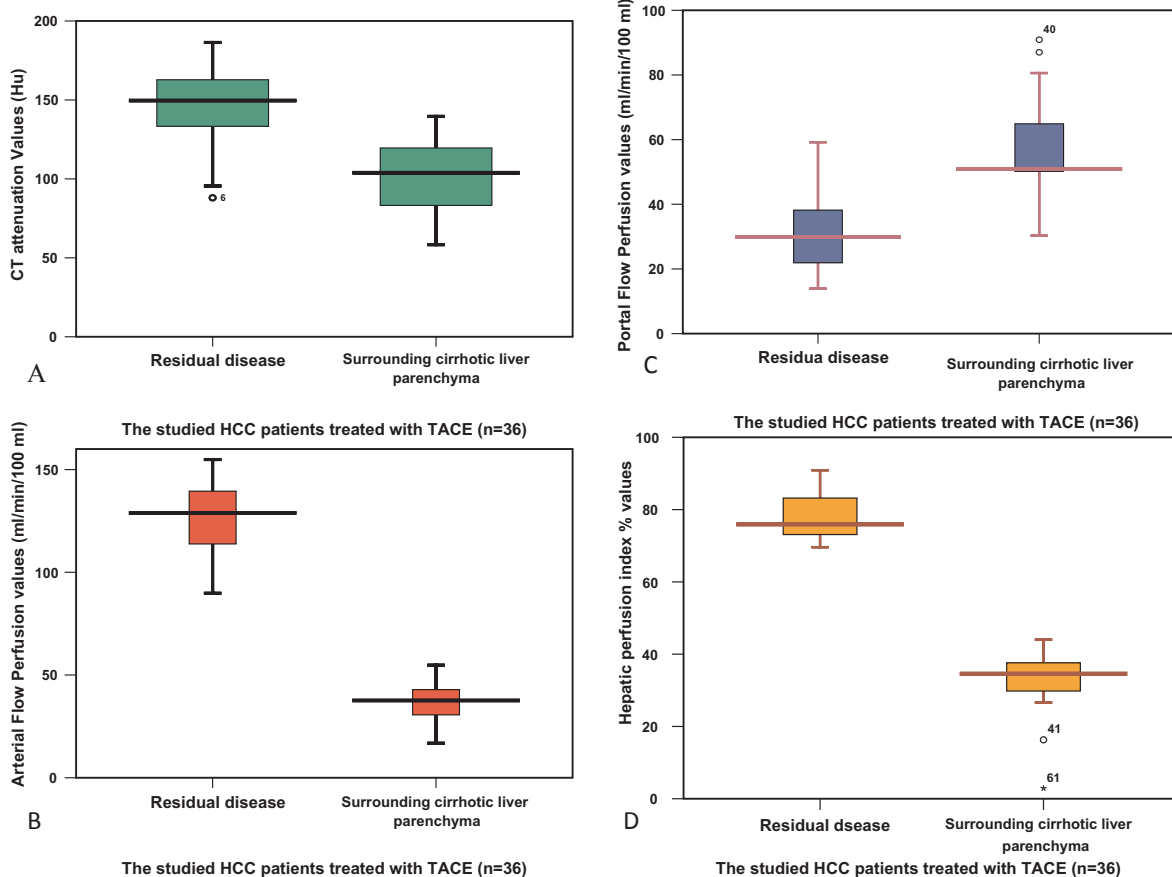 CT attenuation Values (Hu)
200
150
100
50
0
6
Residual disease
Surrounding cirrhotic liver
parenchyma
A
The studied HCC patients treated with TACE (n=36)
Arterial Flow Perfusion values (ml/min/100 ml)
150
100
50
0
Residual disease
Surrounding cirrhotic liver
parenchyma
B
The studied HCC patients treated with TACE (n=36)
Portal Flow Perfusion values (ml/min/100 ml)
100
80
60
40
20
0
40
Residua disease
Surrounding cirrhotic liver
parenchyma
C
The studied HCC patients treated with TACE (n=36)
Hepatic perfusion index % values
100
80
60
40
20
0
41
61
*
Residual dsease
Surrounding cirrhotic liver
parenchyma
D
The studied HCC patients treated with TACE (n=36)